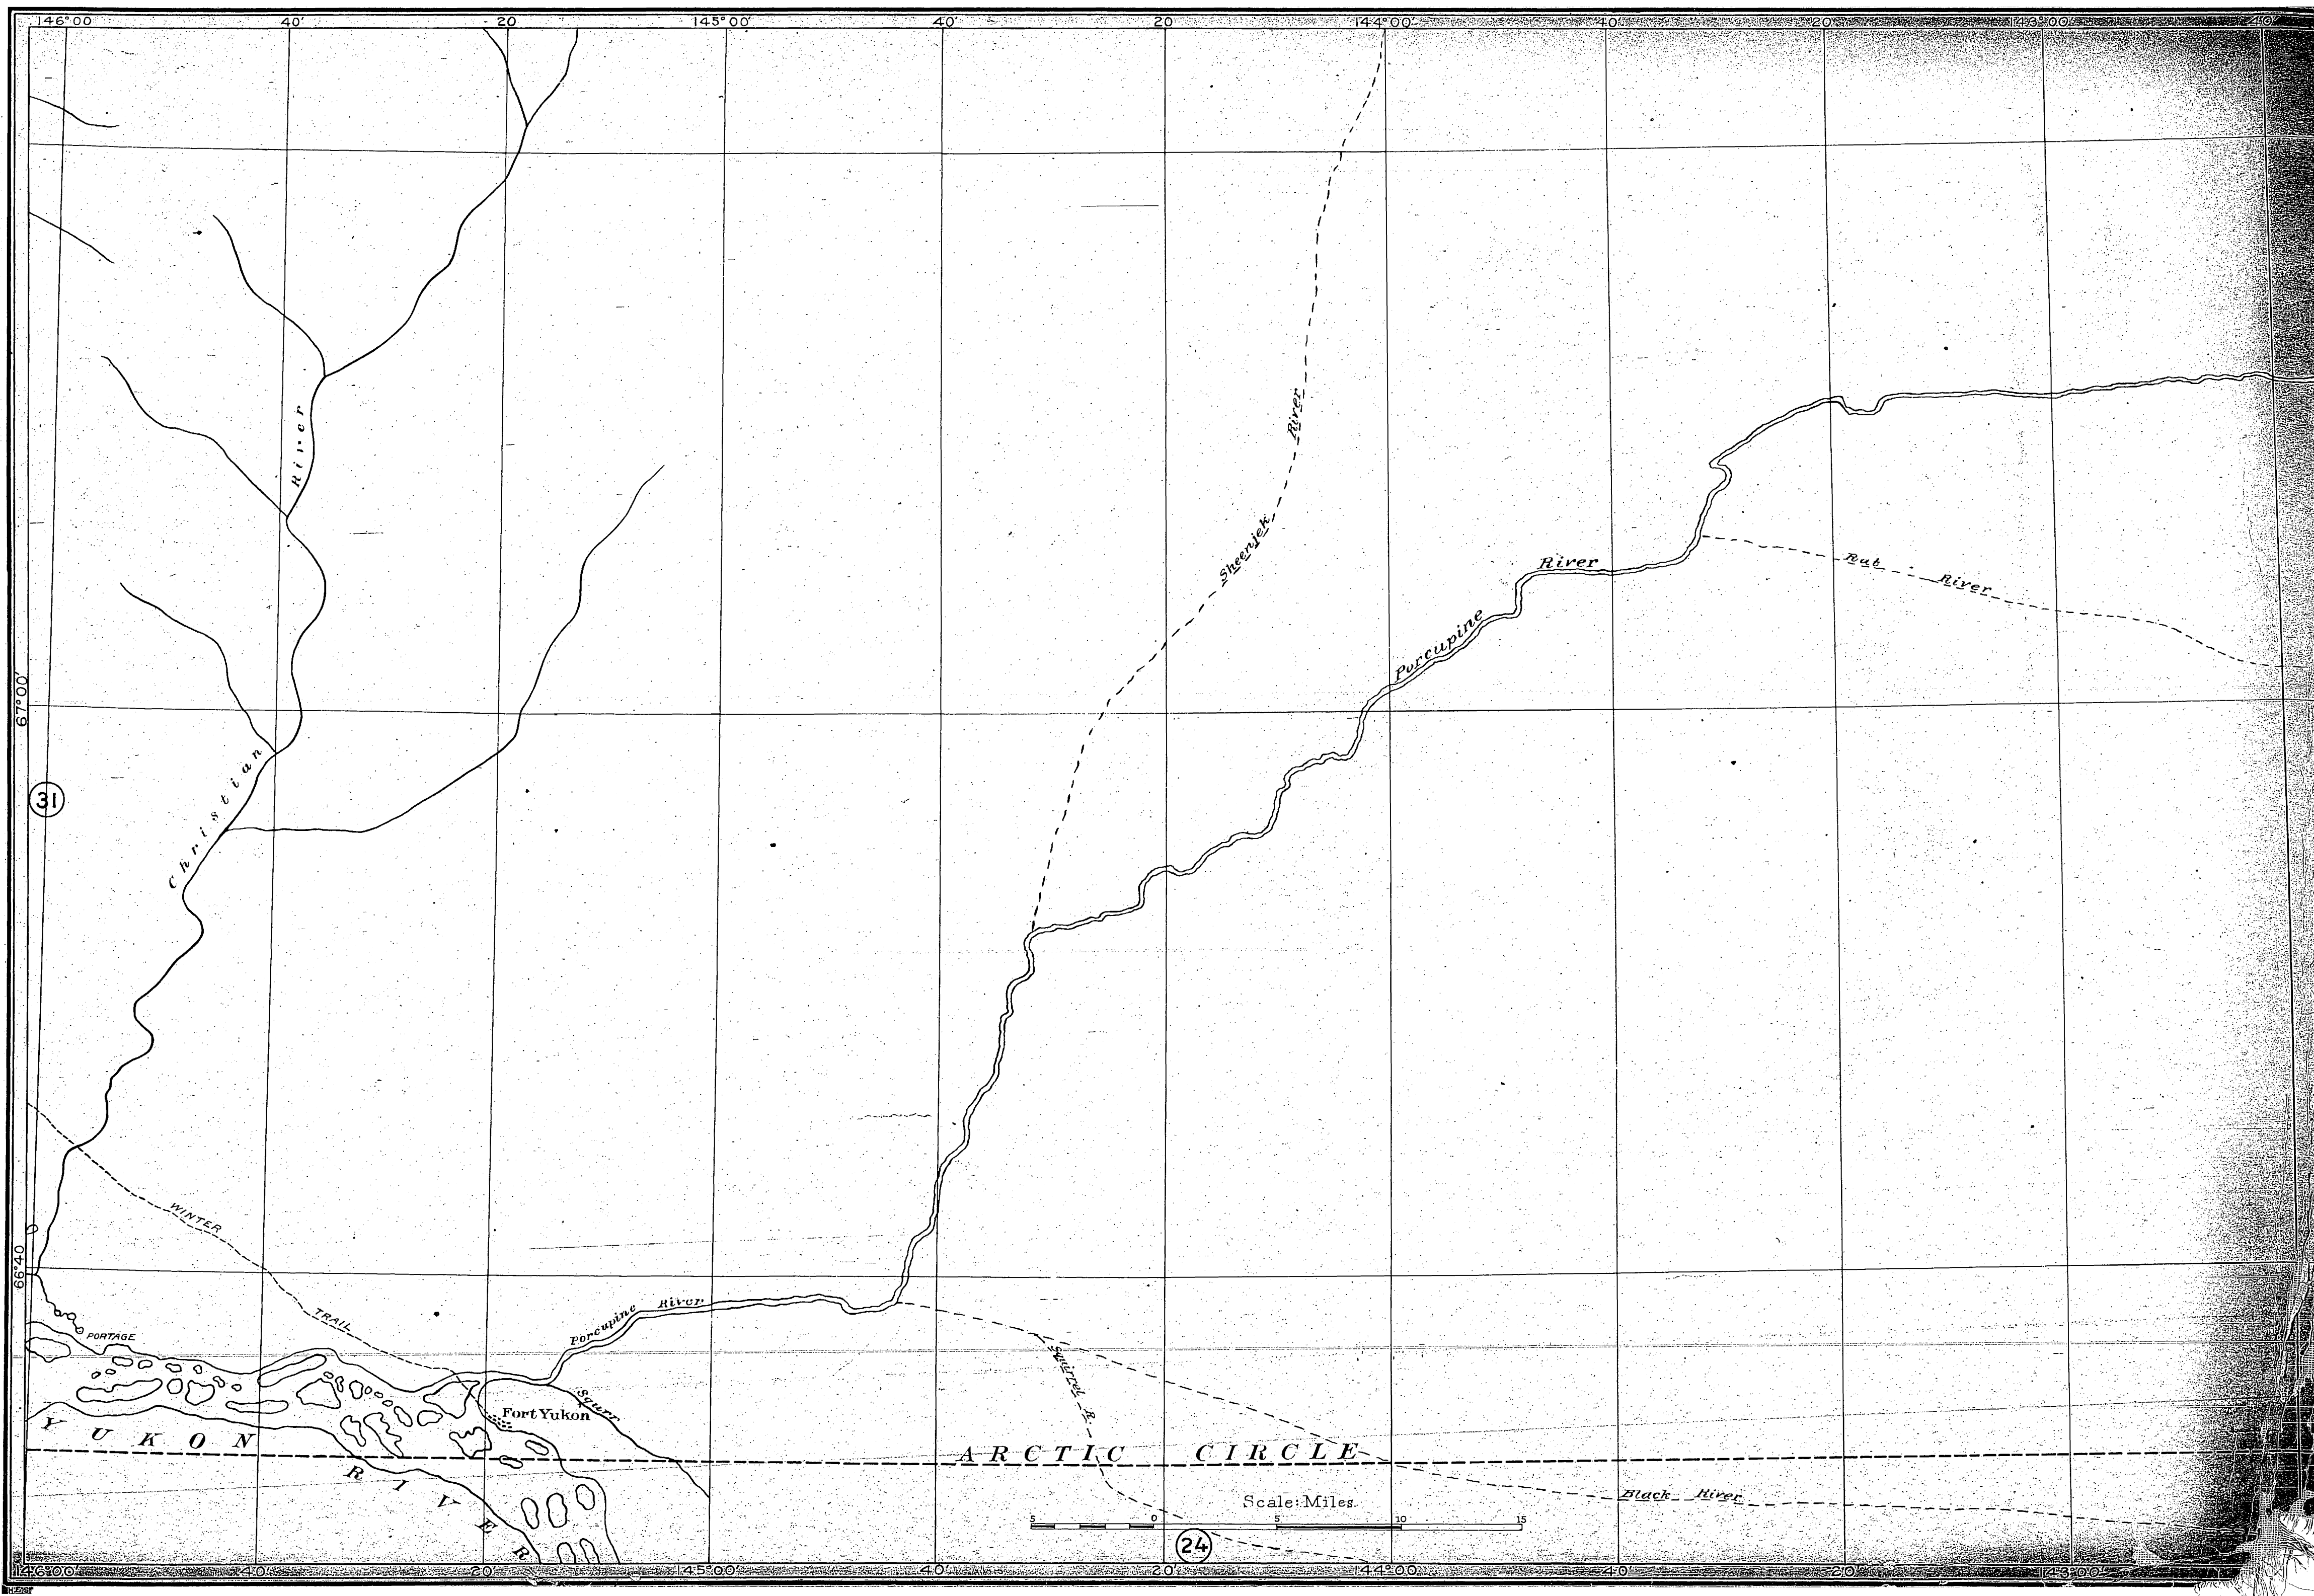 146°00' 40' 20 145°00' 40' 20 144°00' 40' 20' 143°00' 40'
River
River
Sheenjek
River
Rat River
Porcupine
67°00'
Christian
31
WINTER
66°40'
TRAIL
Porcupine River
PORTAGE
Squirrel R.
Squrr
Fort Yukon
YUKON
ARCTIC CIRCLE
RIVER
Black River
Scale: Miles
5 0 5 10 15
24
146°00' 40' 20' 145°00' 40' 20' 144°00' 40' 20' 143°00'